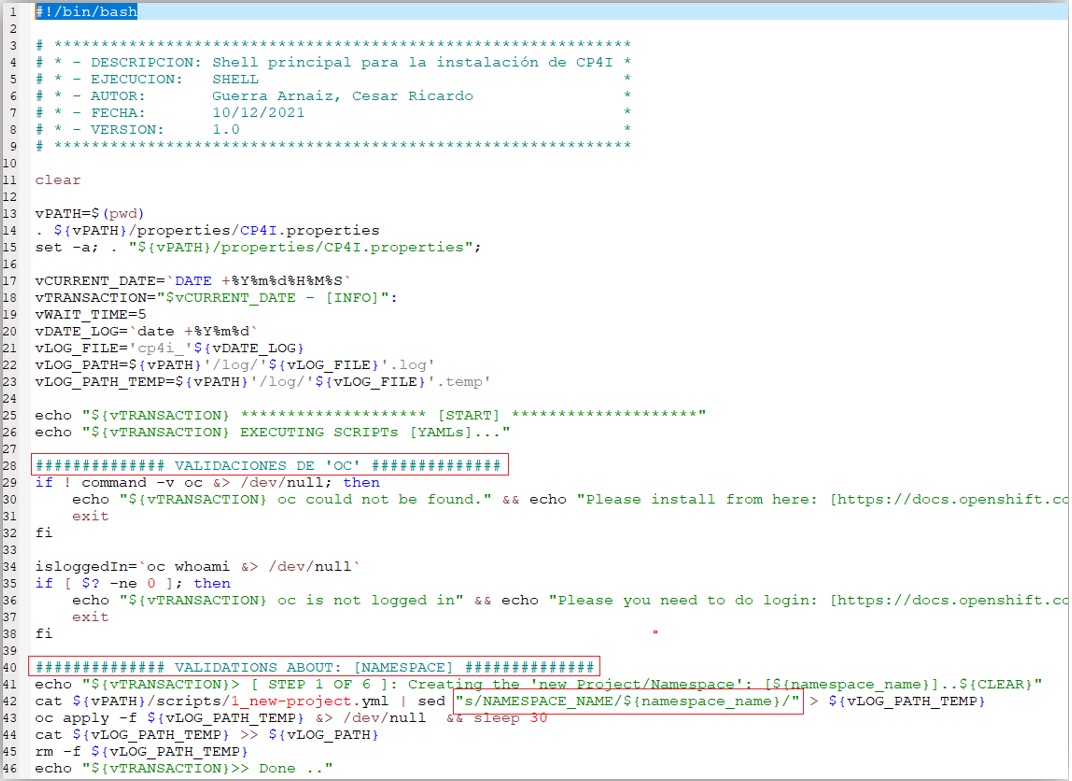 1 #!/bin/bash
2
3 # **************************************************************
4 # * - DESCRIPCION: Shell principal para la instalación de CP4I *
5 # * - EJECUCION:   SHELL                                       *
6 # * - AUTOR:       Guerra Arnaiz, Cesar Ricardo                *
7 # * - FECHA:       10/12/2021                                  *
8 # * - VERSION:     1.0                                         *
9 # **************************************************************
10
11 clear
12
13 vPATH=$(pwd)
14 . ${vPATH}/properties/CP4I.properties
15 set -a; . "${vPATH}/properties/CP4I.properties";
16
17 vCURRENT_DATE=`DATE +%Y%m%d%H%M%S`
18 vTRANSACTION="$vCURRENT_DATE - [INFO]":
19 vWAIT_TIME=5
20 vDATE_LOG=`date +%Y%m%d`
21 vLOG_FILE='cp4i_'${vDATE_LOG}
22 vLOG_PATH=${vPATH}'/log/'${vLOG_FILE}'.log'
23 vLOG_PATH_TEMP=${vPATH}'/log/'${vLOG_FILE}'.temp'
24
25 echo "${vTRANSACTION} ******************** [START] ********************"
26 echo "${vTRANSACTION} EXECUTING SCRIPTs [YAMLs]..."
27
28 ############## VALIDACIONES DE 'OC' ##############
29 if ! command -v oc &> /dev/null; then
30     echo "${vTRANSACTION} oc could not be found." && echo "Please install from here: [https://docs.openshift.co
31     exit
32 fi
33
34 isloggedIn=`oc whoami &> /dev/null`
35 if [ $? -ne 0 ]; then
36     echo "${vTRANSACTION} oc is not logged in" && echo "Please you need to do login: [https://docs.openshift.co
37     exit
38 fi
39
40 ############## VALIDATIONS ABOUT: [NAMESPACE] ##############
41 echo "${vTRANSACTION}> [ STEP 1 OF 6 ]: Creating the 'new Project/Namespace': [${namespace_name}]..${CLEAR}"
42 cat ${vPATH}/scripts/1_new-project.yml | sed "s/NAMESPACE_NAME/${namespace_name}/" > ${vLOG_PATH_TEMP}
43 oc apply -f ${vLOG_PATH_TEMP} &> /dev/null  && sleep 30
44 cat ${vLOG_PATH_TEMP} >> ${vLOG_PATH}
45 rm -f ${vLOG_PATH_TEMP}
46 echo "${vTRANSACTION}>> Done .."